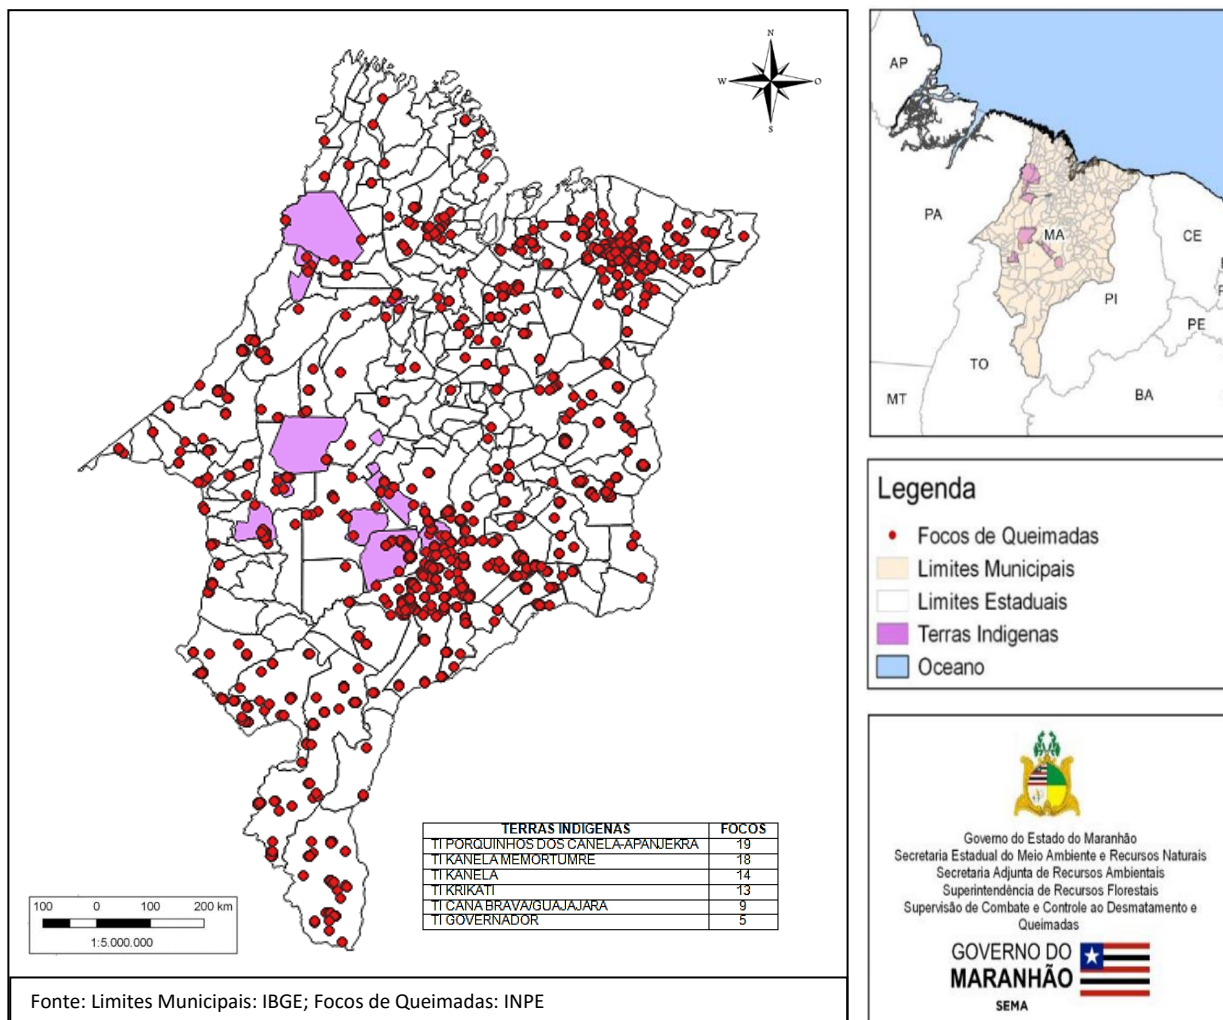 N
W
O
S
TERRAS INDIGENAS FOCOS
TI PORQUINHOS DOS CANELA-APANJEKRA 19
TI KANELA MEMORTUMRE 18
TI KANELA 14
TI KRIKATI 13
TI CANA BRAVA/GUAJAJARA 9
TI GOVERNADOR 5
100 0 100 200 km
1:5.000.000
Fonte: Limites Municipais: IBGE; Focos de Queimadas: INPE
AP
PA
MA
CE
PI
PE
TO
BA
MT
Legenda
Focos de Queimadas
Limites Municipais
Limites Estaduais
Terras Indigenas
Oceano
Governo do Estado do Maranhão
Secretaria Estadual do Meio Ambiente e Recursos Naturais
Secretaria Adjunta de Recursos Ambientais
Superintendência de Recursos Florestais
Supervisão de Combate e Controle ao Desmatamento e
Queimadas
GOVERNO DO
MARANHÃO
SEMA